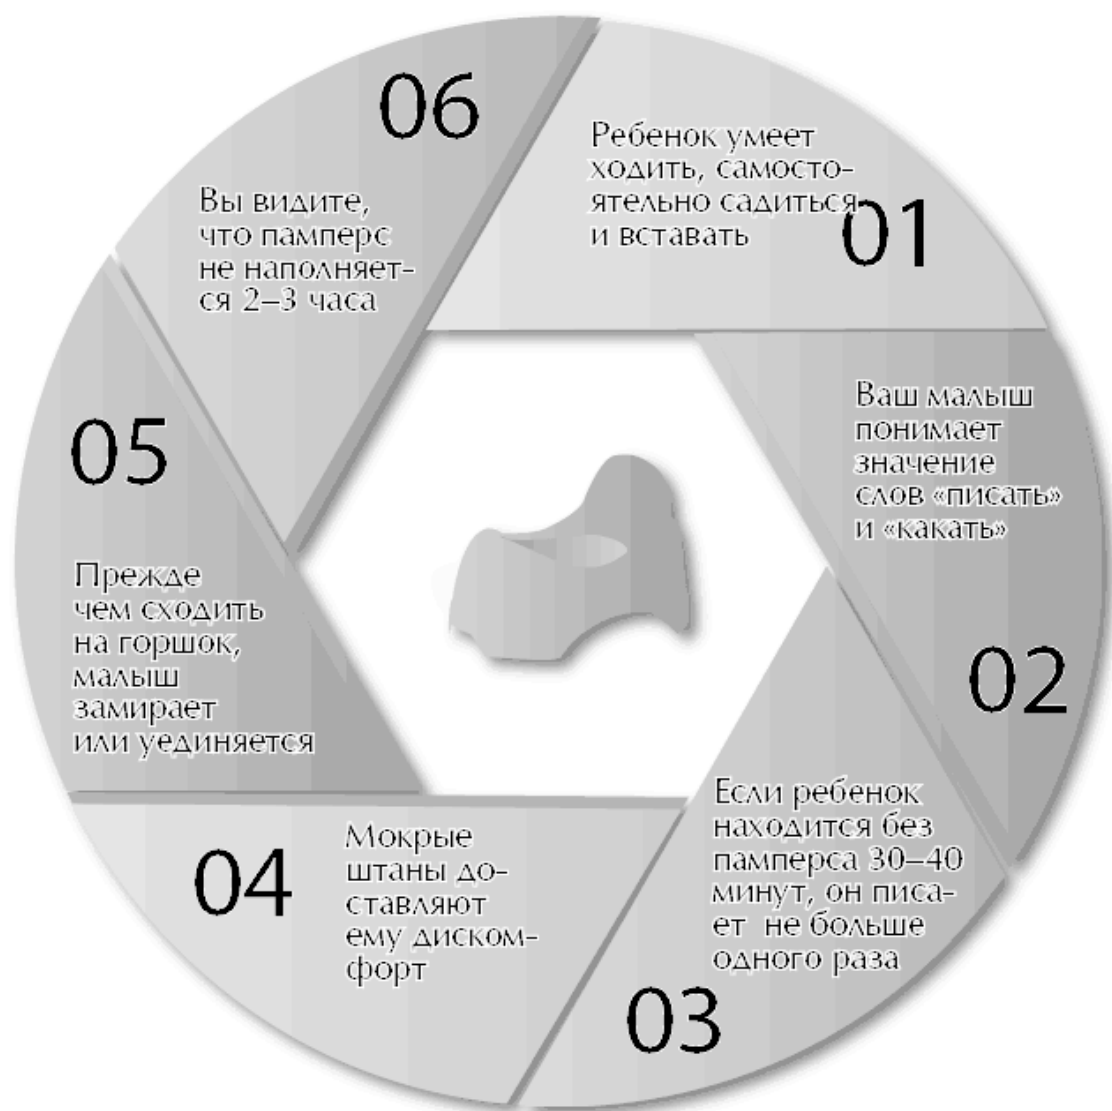 01
Ребенок умеет
ходить, самосто-
ятельно садиться
и вставать
02
Ваш малыш
понимает
значение
слов «писать»
и «какать»
03
Если ребенок
находится без
памперса 30–40
минут, он писа-
ет не больше
одного раза
04
Мокрые
штаны до-
ставляют
ему диском-
форт
05
Прежде
чем сходить
на горшок,
малыш
замирает
или уединяется
06
Вы видите,
что памперс
не наполняет-
ся 2–3 часа